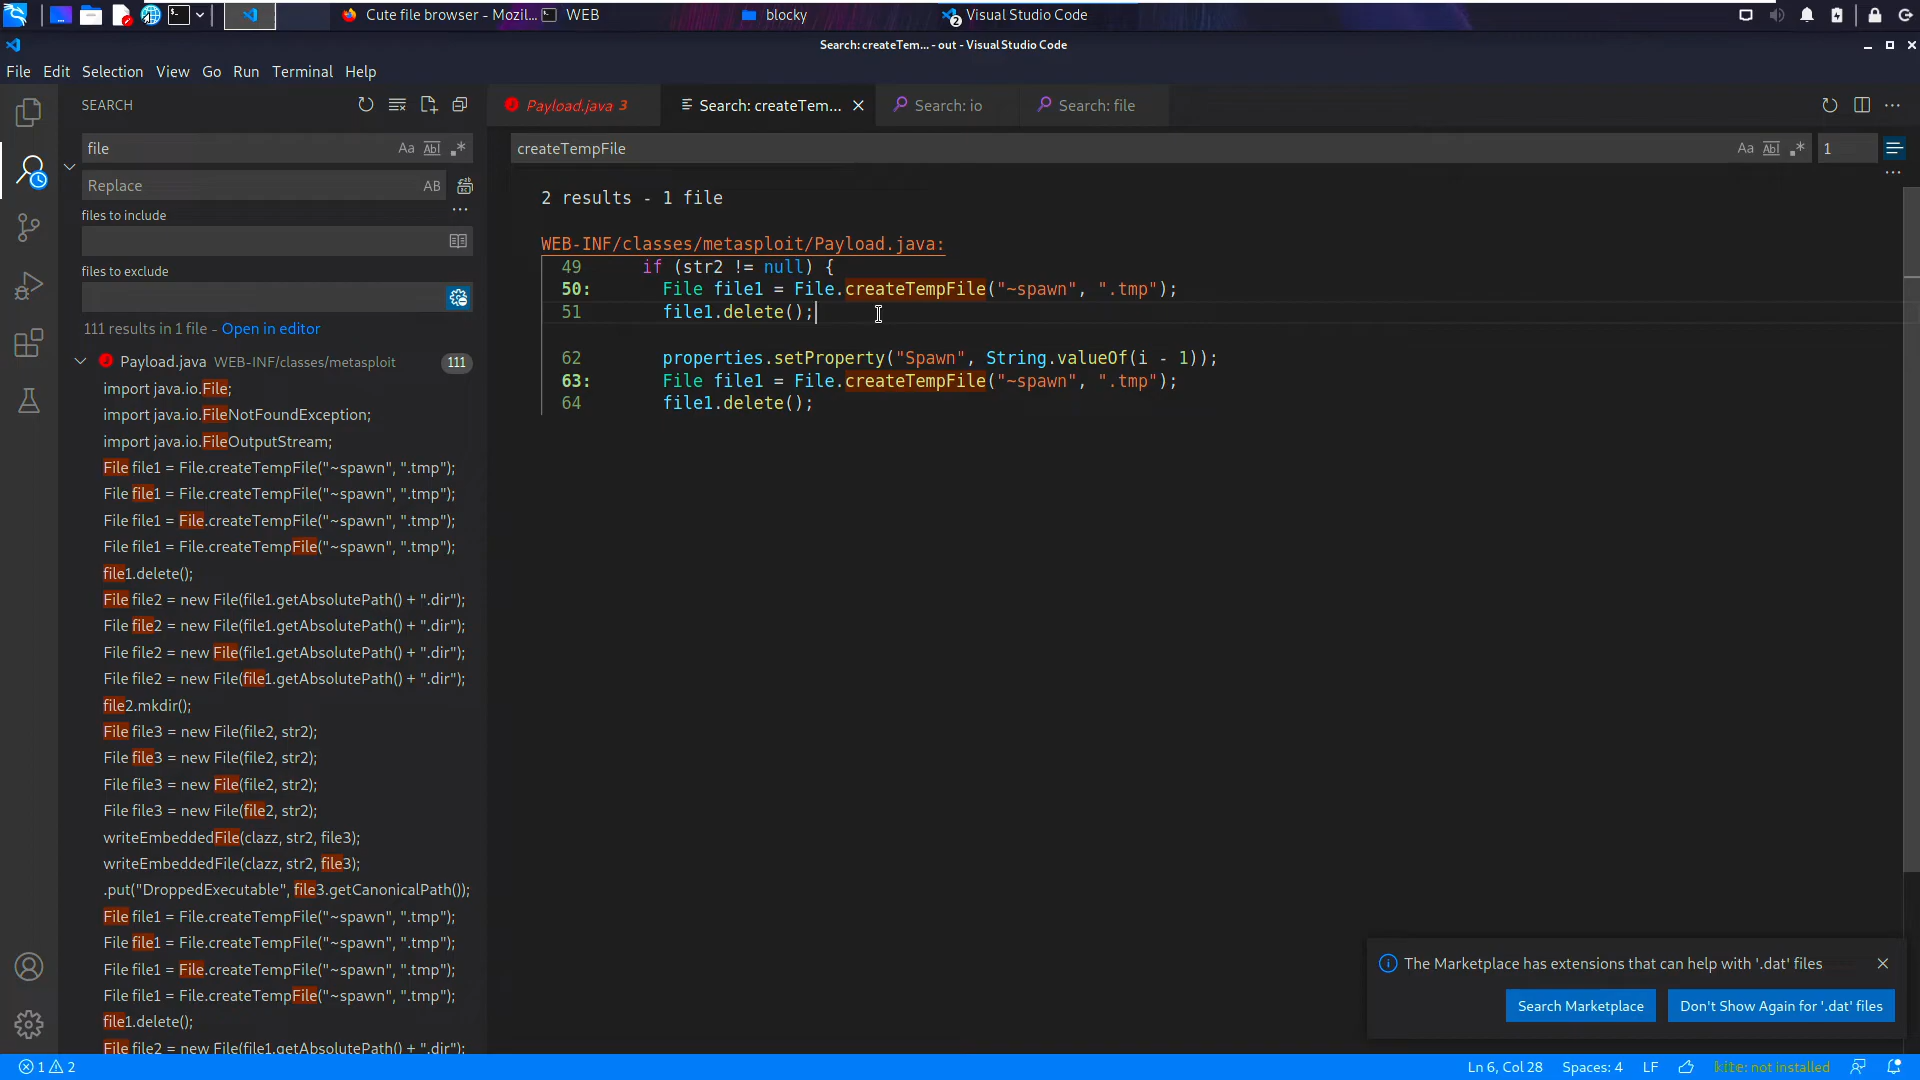 Cute file browser - Mozil...
WEB
blocky
Visual Studio Code
Search: createTem... - out - Visual Studio Code
File Edit Selection View Go Run Terminal Help
SEARCH
Payload.java 3
Search: createTem...
Search: io
Search: file
file
Aa Abl .*
Replace
AB
files to include
files to exclude
111 results in 1 file - Open in editor
Payload.java WEB-INF/classes/metasploit 111
import java.io.File;
import java.io.FileNotFoundException;
import java.io.FileOutputStream;
File file1 = File.createTempFile("~spawn", ".tmp");
File file1 = File.createTempFile("~spawn", ".tmp");
File file1 = File.createTempFile("~spawn", ".tmp");
File file1 = File.createTempFile("~spawn", ".tmp");
file1.delete();
File file2 = new File(file1.getAbsolutePath() + ".dir");
File file2 = new File(file1.getAbsolutePath() + ".dir");
File file2 = new File(file1.getAbsolutePath() + ".dir");
File file2 = new File(file1.getAbsolutePath() + ".dir");
file2.mkdir();
File file3 = new File(file2, str2);
File file3 = new File(file2, str2);
File file3 = new File(file2, str2);
File file3 = new File(file2, str2);
writeEmbeddedFile(clazz, str2, file3);
writeEmbeddedFile(clazz, str2, file3);
.put("DroppedExecutable", file3.getCanonicalPath());
File file1 = File.createTempFile("~spawn", ".tmp");
File file1 = File.createTempFile("~spawn", ".tmp");
File file1 = File.createTempFile("~spawn", ".tmp");
File file1 = File.createTempFile("~spawn", ".tmp");
file1.delete();
File file2 = new File(file1.getAbsolutePath() + ".dir");
createTempFile
Aa Abl .*
1
2 results - 1 file
WEB-INF/classes/metasploit/Payload.java:
49 if (str2 != null) {
50: File file1 = File.createTempFile("~spawn", ".tmp");
51 file1.delete();
62 properties.setProperty("Spawn", String.valueOf(i - 1));
63: File file1 = File.createTempFile("~spawn", ".tmp");
64 file1.delete();
The Marketplace has extensions that can help with '.dat' files
Search Marketplace
Don't Show Again for '.dat' files
1 2
Ln 6, Col 28
Spaces: 4
LF
kite: not installed